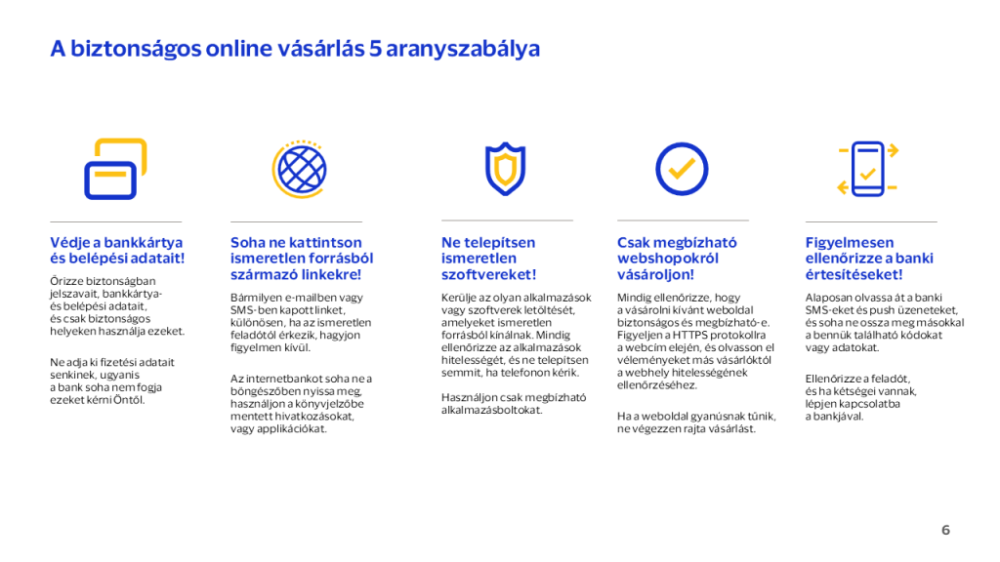 A biztonságos online vásárlás 5 aranyszabálya
Védje a bankkártya
és belépési adatait!
Őrizze biztonságban
jelszavait, bankkártya-
és belépési adatait,
és csak biztonságos
helyeken használja ezeket.
Ne adja ki fizetési adatait
senkinek, ugyanis
a bank soha nem fogja
ezeket kérni Öntől.
Soha ne kattintson
ismeretlen forrásból
származó linkekre!
Bármilyen e-mailben vagy
SMS-ben kapott linket,
különösen, ha az ismeretlen
feladótól érkezik, hagyjon
figyelmen kívül.
Az internetbankot soha ne a
böngészőben nyissa meg,
használjon a könyvjelzőbe
mentett hivatkozásokat,
vagy applikációkat.
Ne telepítsen
ismeretlen
szoftvereket!
Kerülje az olyan alkalmazások
vagy szoftverek letöltését,
amelyeket ismeretlen
forrásból kínálnak. Mindig
ellenőrizze az alkalmazások
hitelességét, és ne telepítsen
semmit, ha telefonon kérik.
Használjon csak megbízható
alkalmazásboltokat.
Csak megbízható
webshopokról
vásároljon!
Mindig ellenőrizze, hogy
a vásárolni kívánt weboldal
biztonságos és megbízható-e.
Figyeljen a HTTPS protokollra
a webcím elején, és olvasson el
véleményeket más vásárlóktól
a webhely hitelességének
ellenőrzéséhez.
Ha a weboldal gyanúsnak tűnik,
ne végezzen rajta vásárlást.
Figyelmesen
ellenőrizze a banki
értesítéseket!
Alaposan olvassa át a banki
SMS-eket és push üzeneteket,
és soha ne ossza meg másokkal
a bennük található kódokat
vagy adatokat.
Ellenőrizze a feladót,
és ha kétségei vannak,
lépjen kapcsolatba
a bankjával.
6